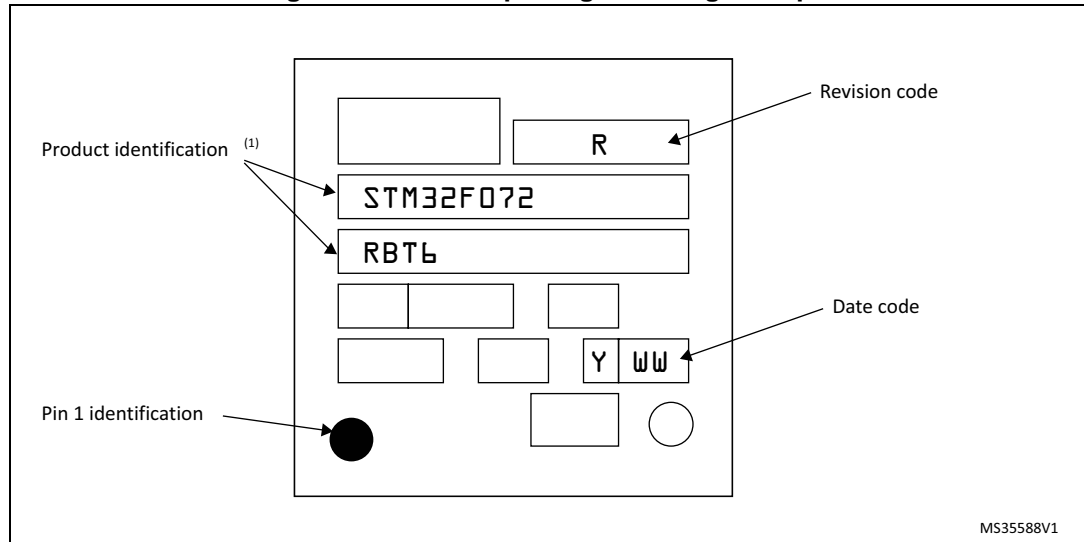 Revision code
R
Product identification (1)
STM32F072
RBT6
Date code
Y WW
Pin 1 identification
MS35588V1